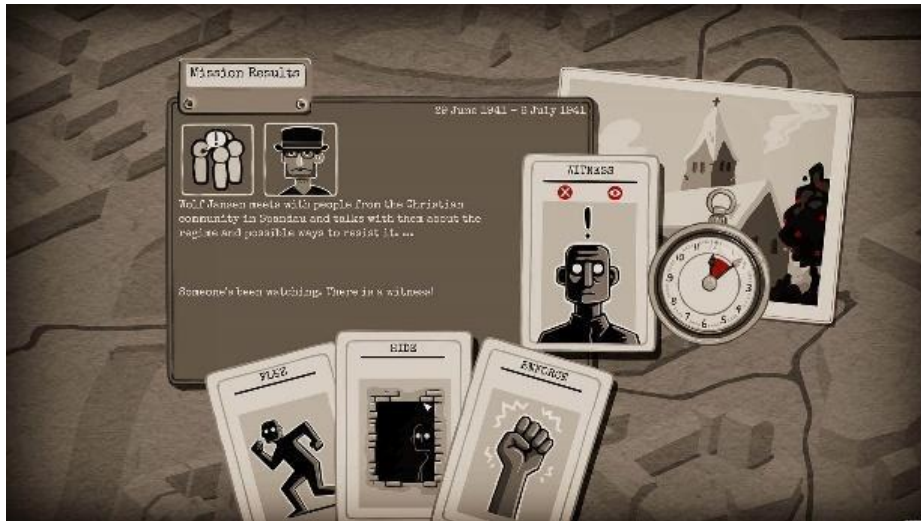 Mission Results
29 June 1941 - 6 July 1941
WITNESS
Wolf Jansen meets with people from the Christian
community in Spandau and talks with them about the
regime and possible ways to resist it. ...
Someone's been watching. There is a witness!
FLEE
HIDE
ENFORCE